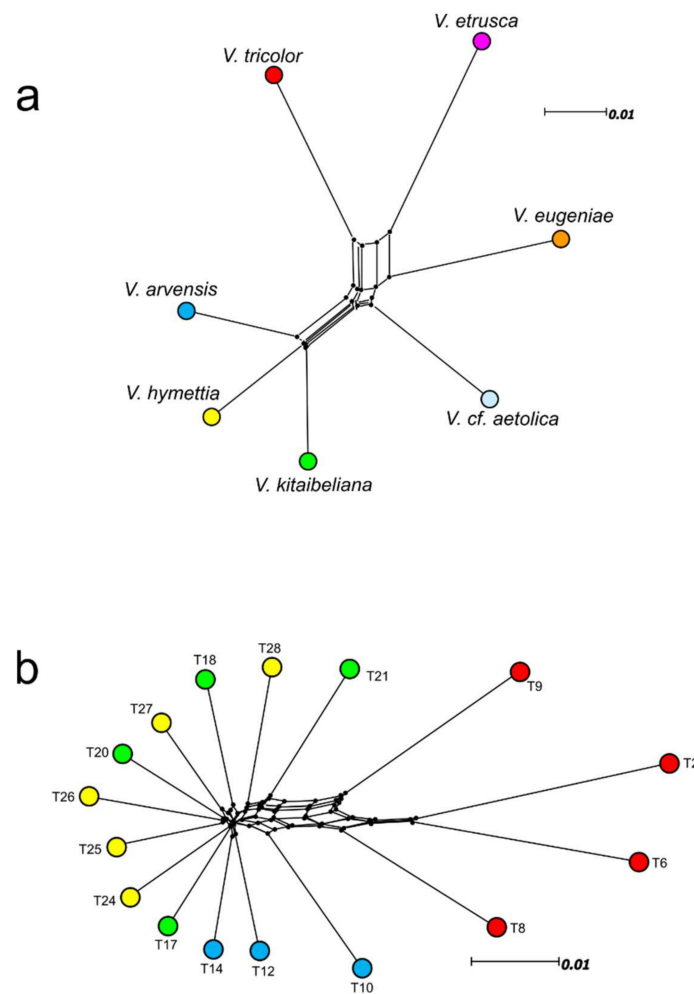 a
V. etrusca
V. tricolor
0.01
V. eugeniae
V. arvensis
V. hymettia
V. cf. aetolica
V. kitaibeliana
b
T28
T18
T21
T9
T27
T20
T2
T26
T25
T6
T24
T8
T17
T14
T12
T10
0.01